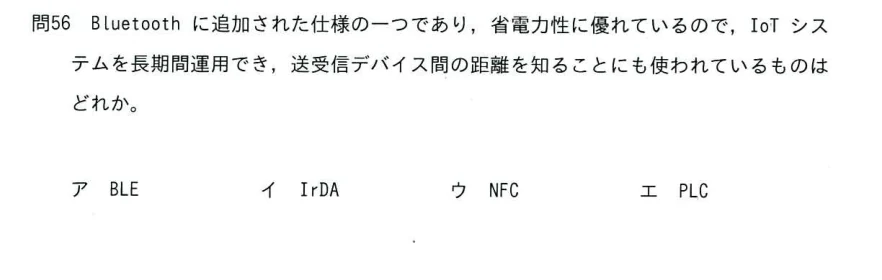 問56 Bluetooth に追加された仕様の一つであり，省電力性に優れているので，IoT シス
テムを長期間運用でき，送受信デバイス間の距離を知ることにも使われているものは
どれか。
ア BLE イ IrDA ウ NFC エ PLC